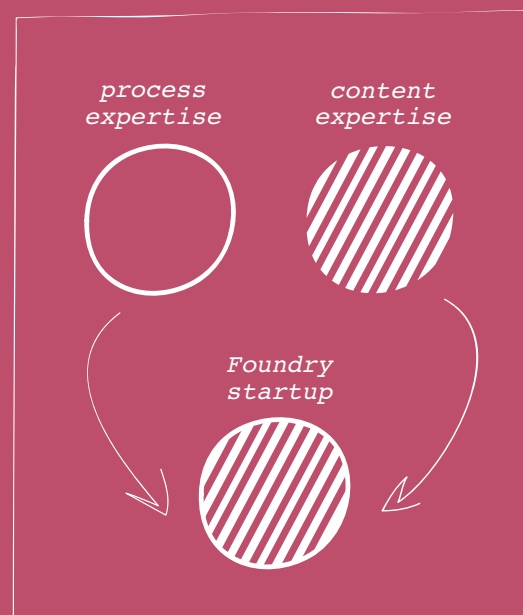 process
expertise
content
expertise
Foundry
startup